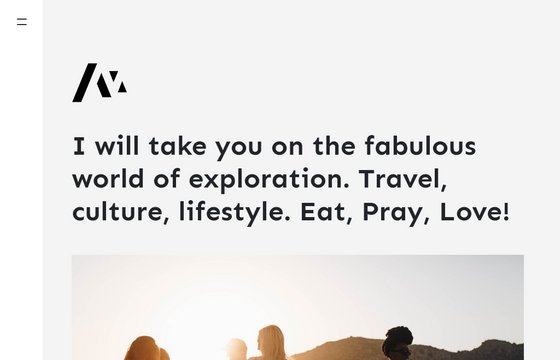 I will take you on the fabulous
world of exploration. Travel,
culture, lifestyle. Eat, Pray, Love!